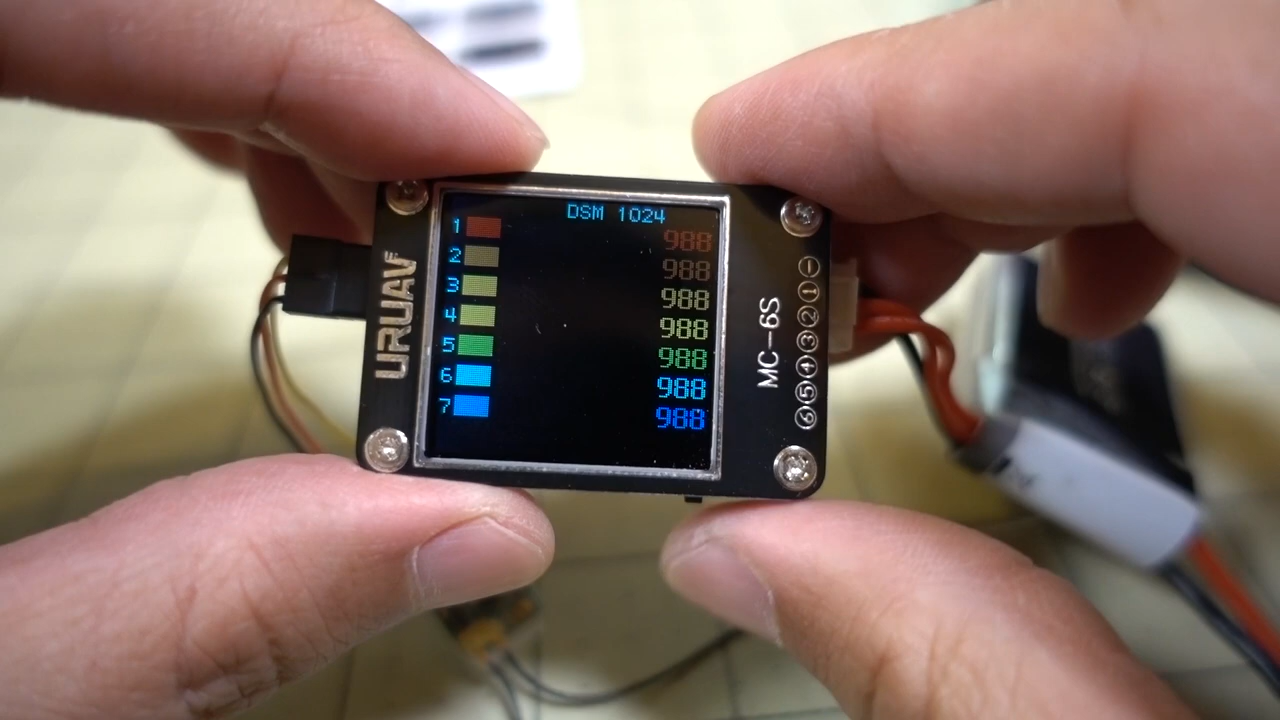 DSM 1024
1 988
2 988
3 988
4 988
5 988
6 988
7 988
URUAV
MC-6S
⑥⑤④③②①⊖